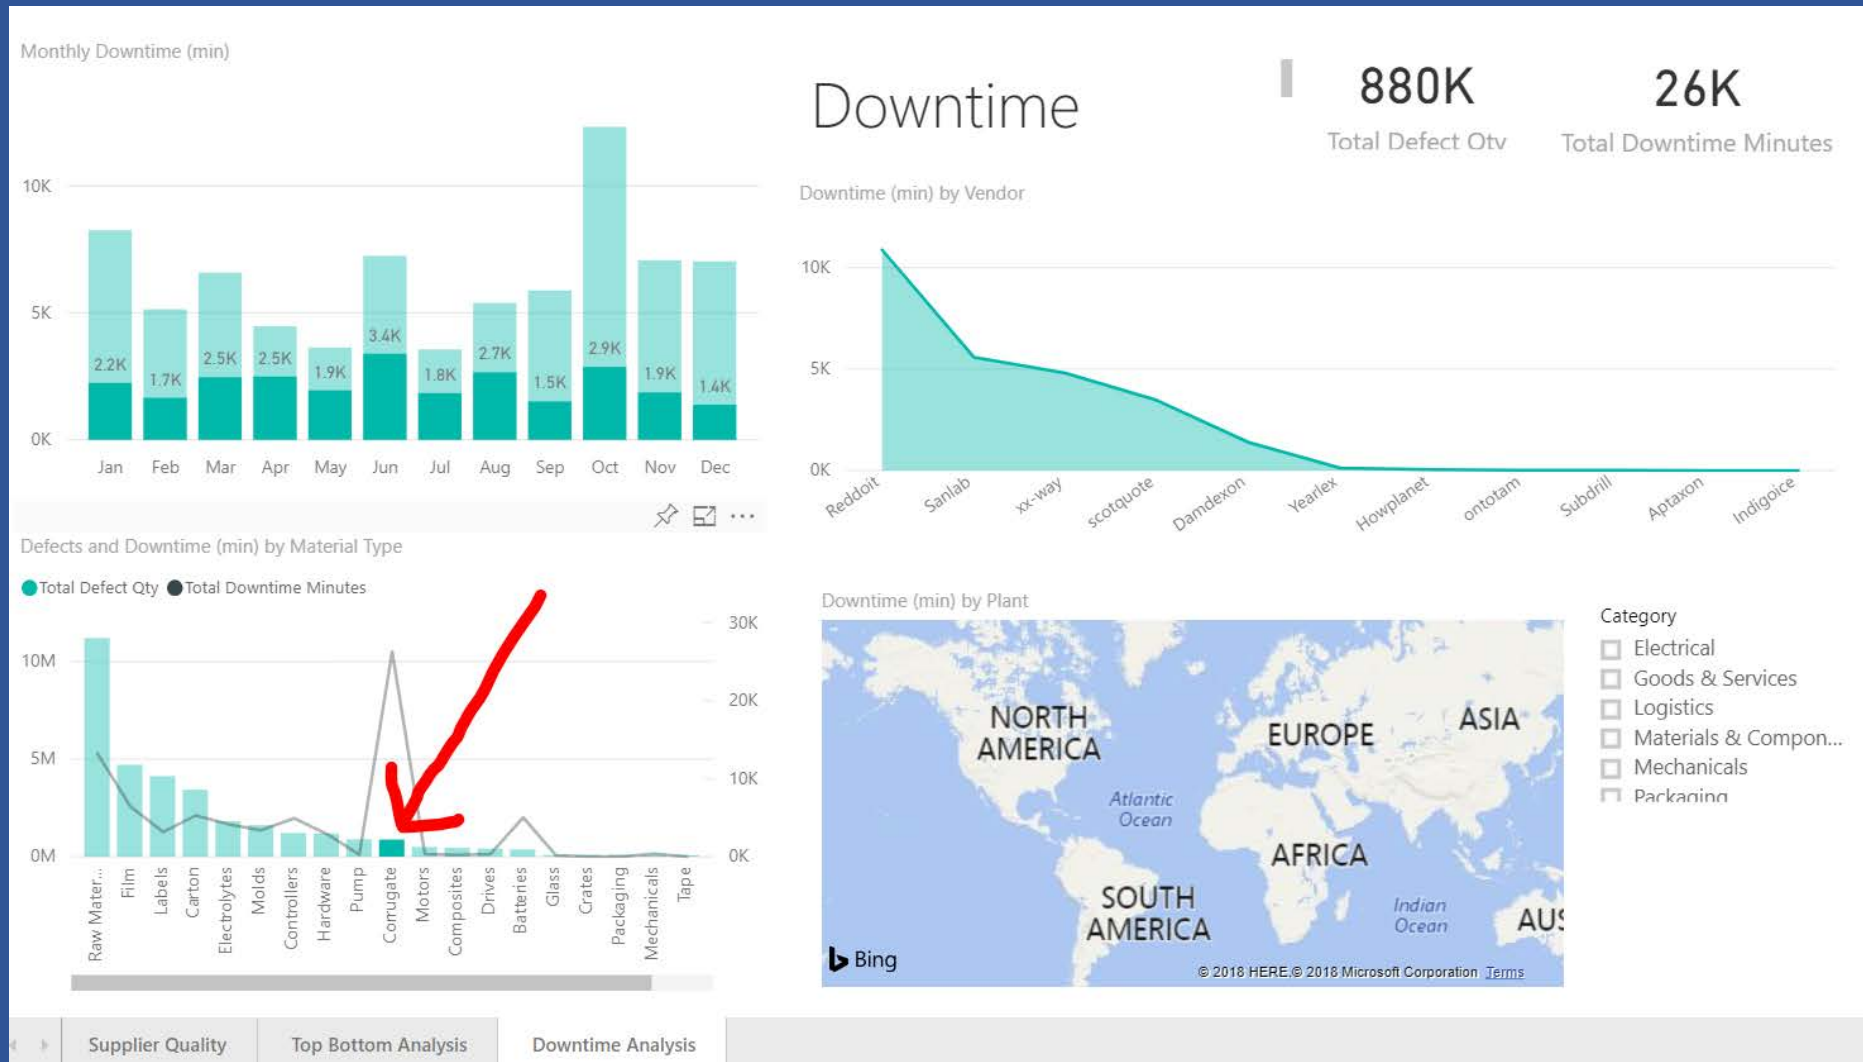 Monthly Downtime (min)
10K
5K
0K
2.2K
1.7K
2.5K
2.5K
1.9K
3.4K
1.8K
2.7K
1.5K
2.9K
1.9K
1.4K
Jan Feb Mar Apr May Jun Jul Aug Sep Oct Nov Dec
Downtime
880K
Total Defect Qty
26K
Total Downtime Minutes
Downtime (min) by Vendor
10K
5K
0K
Reddoit
Sanlab
xx-way
scotquote
Damdexon
Yearlex
Howplanet
ontotam
Subdrill
Aptaxon
Indigoice
Defects and Downtime (min) by Material Type
Total Defect Qty Total Downtime Minutes
10M
5M
0M
30K
20K
10K
0K
Raw Mater...
Film
Labels
Carton
Electrolytes
Molds
Controllers
Hardware
Pump
Corrugate
Motors
Composites
Drives
Batteries
Glass
Crates
Packaging
Mechanicals
Tape
Downtime (min) by Plant
NORTH
AMERICA
EUROPE
ASIA
Atlantic
Ocean
AFRICA
SOUTH
AMERICA
Indian
Ocean
AUS
Bing
© 2018 HERE,© 2018 Microsoft Corporation Terms
Category
Electrical
Goods & Services
Logistics
Materials & Compon...
Mechanicals
Packaging
Supplier Quality Top Bottom Analysis Downtime Analysis